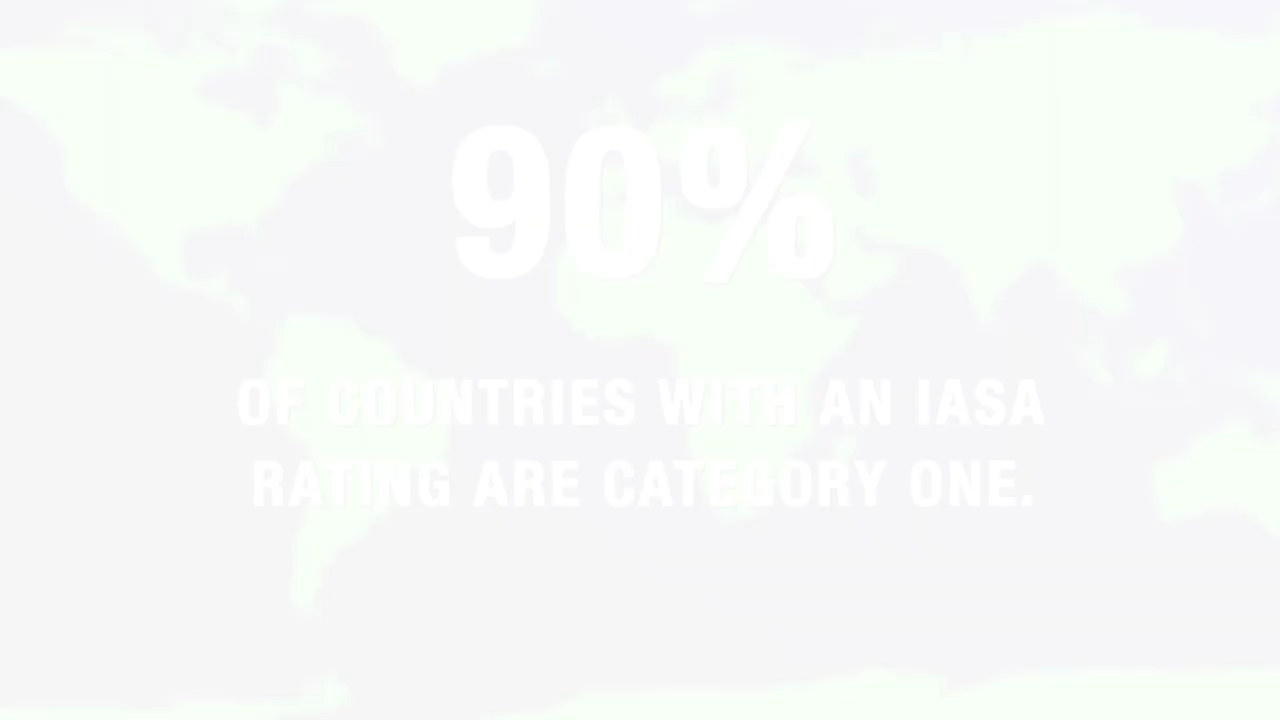 90%
OF COUNTRIES WITH AN IASA
RATING ARE CATEGORY ONE.